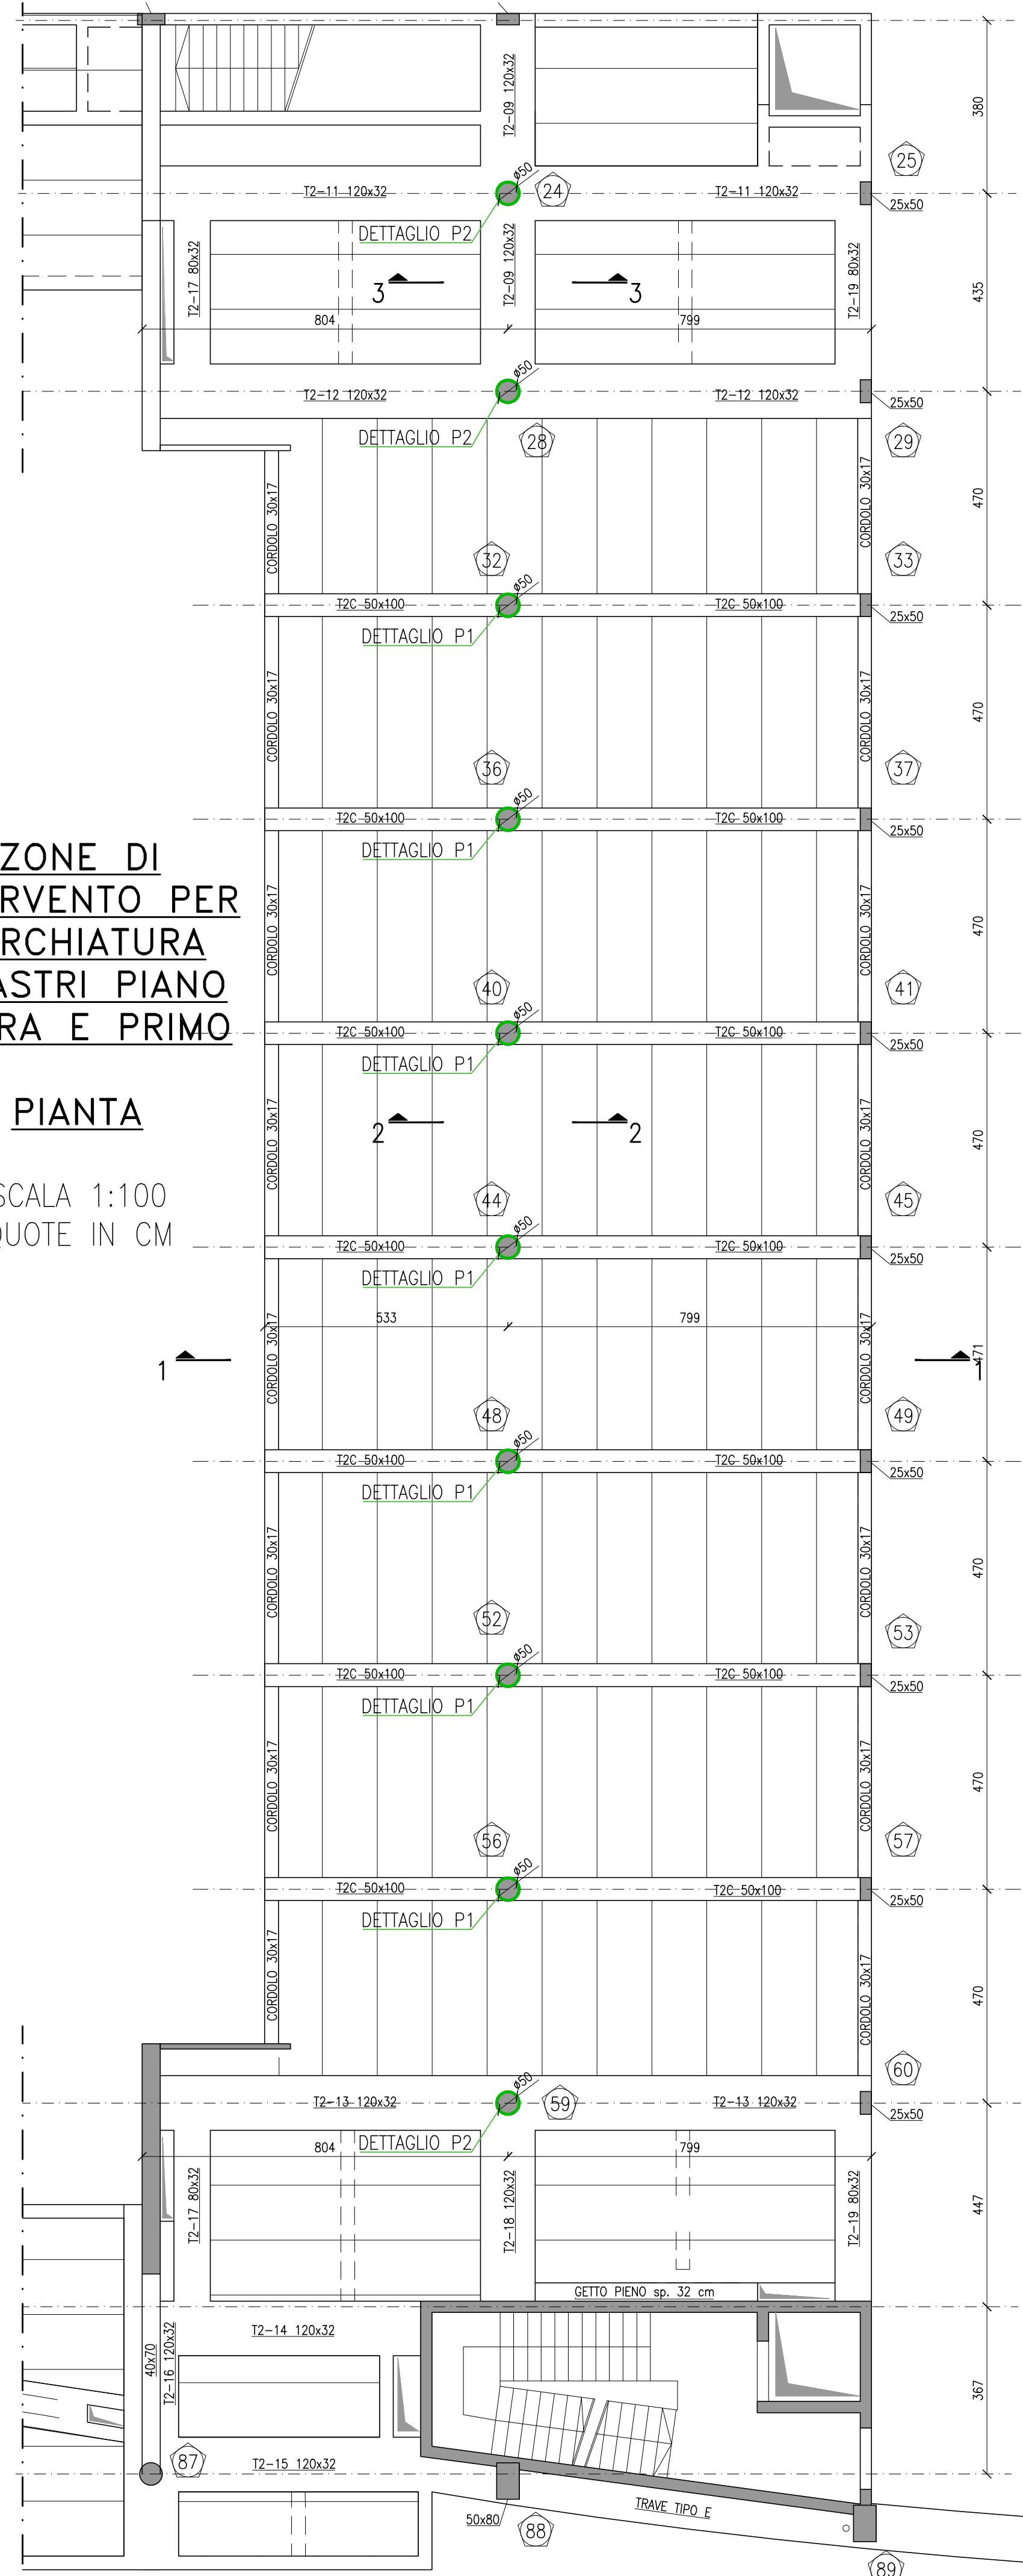 T2-09 120x32
380
25
ø50
24
T2-11 120x32
T2-11 120x32
25x50
DETTAGLIO P2
T2-17 80x32
T2-09 120x32
T2-19 80x32
3
3
435
804
799
ø50
T2-12 120x32
T2-12 120x32
25x50
DETTAGLIO P2
28
29
CORDOLO 30x17
CORDOLO 30x17
470
32
33
ø50
T2C 50x100
T2C 50x100
25x50
DETTAGLIO P1
CORDOLO 30x17
CORDOLO 30x17
470
36
37
ø50
T2C 50x100
T2C 50x100
25x50
DETTAGLIO P1
ZONE DI
RVENTO PER
RCHIATURA
ASTRI PIANO
RA E PRIMO
PIANTA
SCALA 1:100
QUOTE IN CM
CORDOLO 30x17
CORDOLO 30x17
470
40
41
ø50
T2C 50x100
T2C 50x100
25x50
DETTAGLIO P1
2
2
CORDOLO 30x17
CORDOLO 30x17
470
44
45
ø50
T2C 50x100
T2C 50x100
25x50
DETTAGLIO P1
533
799
CORDOLO 30x17
CORDOLO 30x17
471
1
1
48
49
ø50
T2C 50x100
T2C 50x100
25x50
DETTAGLIO P1
CORDOLO 30x17
CORDOLO 30x17
470
52
53
ø50
T2C 50x100
T2C 50x100
25x50
DETTAGLIO P1
CORDOLO 30x17
CORDOLO 30x17
470
56
57
ø50
T2C 50x100
T2C 50x100
25x50
DETTAGLIO P1
CORDOLO 30x17
CORDOLO 30x17
470
60
ø50
T2-13 120x32
59
T2-13 120x32
25x50
DETTAGLIO P2
804
799
T2-17 80x32
T2-18 120x32
T2-19 80x32
447
GETTO PIENO sp. 32 cm
T2-14 120x32
40x70
T2-16 120x32
367
87
T2-15 120x32
50x80
88
TRAVE TIPO E
89